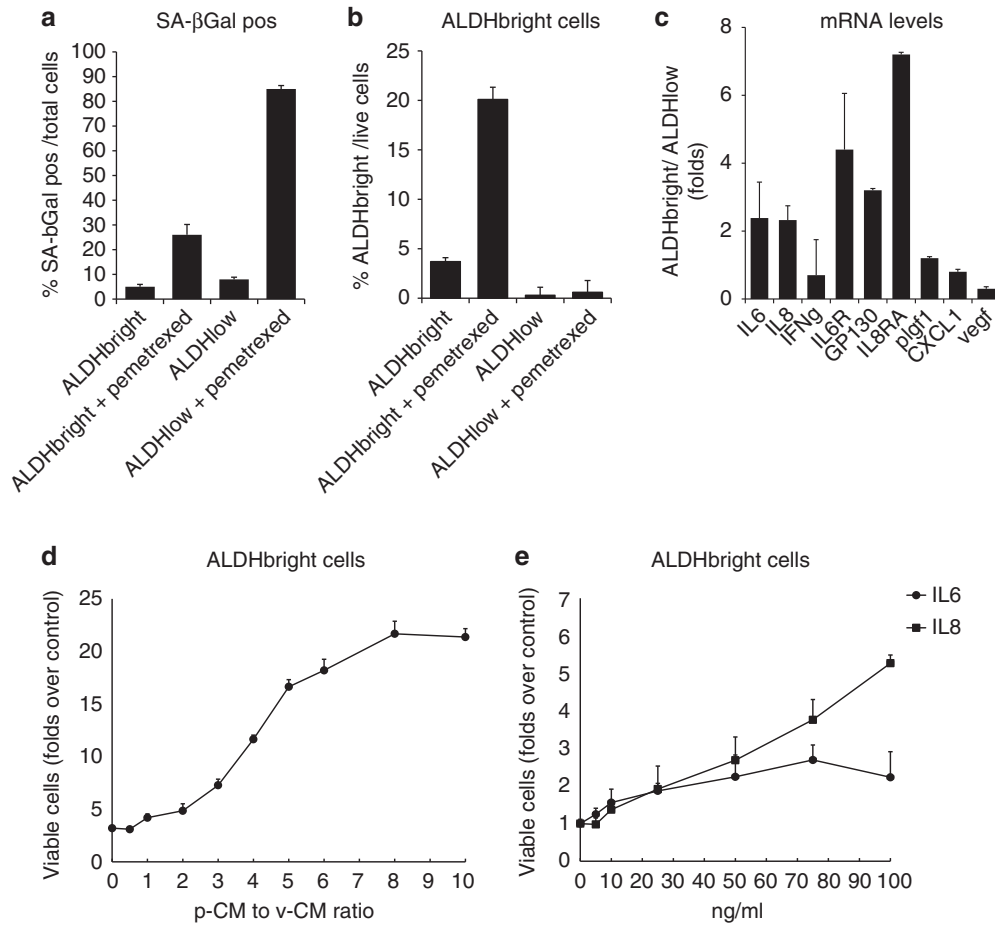 a SA-βGal pos
% SA-bGal pos /total cells
100
90
80
70
60
50
40
30
20
10
0
ALDHbright
ALDHbright + pemetrexed
ALDHlow
ALDHlow + pemetrexed
b ALDHbright cells
% ALDHbright /live cells
25
20
15
10
5
0
ALDHbright
ALDHbright + pemetrexed
ALDHlow
ALDHlow + pemetrexed
c mRNA levels
ALDHbright/ ALDHlow
(folds)
8
6
4
2
0
IL6
IL8
IFNg
IL6R
GP130
IL8RA
plgf1
CXCL1
vegf
d ALDHbright cells
Viable cells (folds over control)
25
20
15
10
5
0
0 1 2 3 4 5 6 7 8 9 10
p-CM to v-CM ratio
e ALDHbright cells
Viable cells (folds over control)
7
6
5
4
3
2
1
0
0 10 20 30 40 50 60 70 80 90 100
ng/ml
IL6
IL8